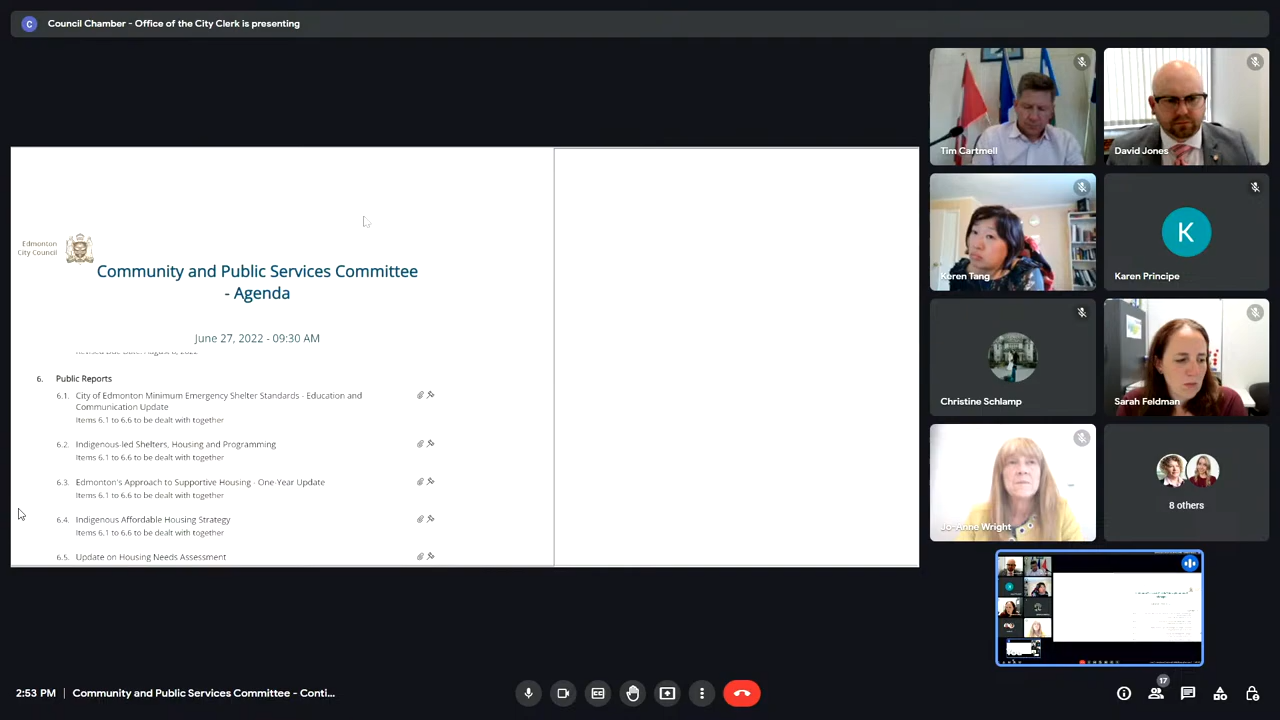 C
Council Chamber - Office of the City Clerk is presenting
Edmonton
City Council
Community and Public Services Committee
- Agenda
June 27, 2022 - 09:30 AM
6. Public Reports
6.1. City of Edmonton Minimum Emergency Shelter Standards - Education and
Communication Update
Items 6.1 to 6.6 to be dealt with together
6.2. Indigenous-led Shelters, Housing and Programming
Items 6.1 to 6.6 to be dealt with together
6.3. Edmonton's Approach to Supportive Housing - One-Year Update
Items 6.1 to 6.6 to be dealt with together
6.4. Indigenous Affordable Housing Strategy
Items 6.1 to 6.6 to be dealt with together
6.5. Update on Housing Needs Assessment
Tim Cartmell
David Jones
Keren Tang
K
Karen Principe
Christine Schlamp
Sarah Feldman
Jo-Anne Wright
8 others
2:53 PM | Community and Public Services Committee - Conti...
17